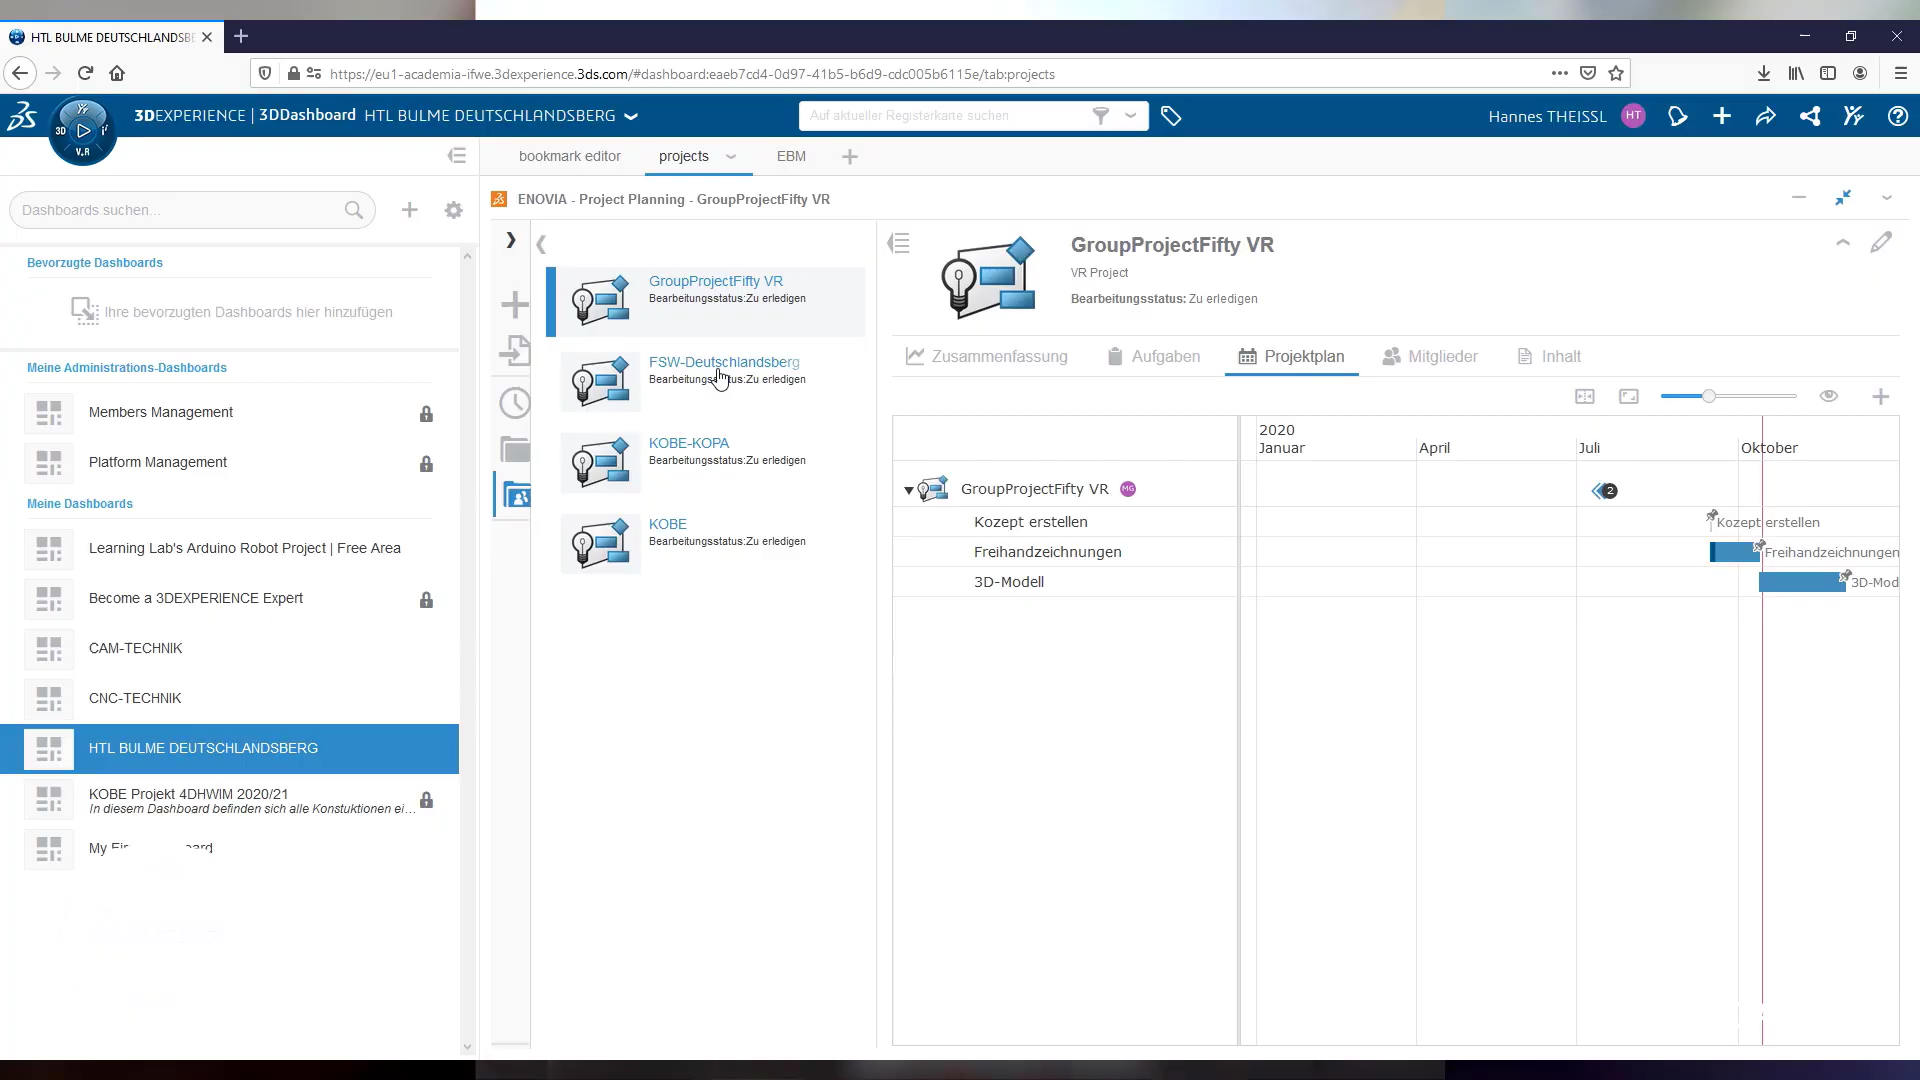 HTL BULME DEUTSCHLANDSBE
https://eu1-academia-ifwe.3dexperience.3ds.com/#dashboard:eaeb7cd4-0d97-41b5-b6d9-cdc005b6115e/tab:projects
3DEXPERIENCE | 3DDashboard HTL BULME DEUTSCHLANDSBERG
Auf aktueller Registerkarte suchen
Hannes THEISSL HT
3D
V.R
bookmark editor
projects
EBM
Dashboards suchen...
ENOVIA - Project Planning - GroupProjectFifty VR
Bevorzugte Dashboards
Ihre bevorzugten Dashboards hier hinzufügen
Meine Administrations-Dashboards
Members Management
Platform Management
Meine Dashboards
Learning Lab's Arduino Robot Project | Free Area
Become a 3DEXPERIENCE Expert
CAM-TECHNIK
CNC-TECHNIK
HTL BULME DEUTSCHLANDSBERG
KOBE Projekt 4DHWIM 2020/21
In diesem Dashboard befinden sich alle Konstuktionen ei...
My
GroupProjectFifty VR
Bearbeitungsstatus:Zu erledigen
FSW-Deutschlandsberg
Bearbeitungsstatus:Zu erledigen
KOBE-KOPA
Bearbeitungsstatus:Zu erledigen
KOBE
Bearbeitungsstatus:Zu erledigen
GroupProjectFifty VR
VR Project
Bearbeitungsstatus: Zu erledigen
Zusammenfassung
Aufgaben
Projektplan
Mitglieder
Inhalt
2020
Januar
April
Juli
Oktober
GroupProjectFifty VR MG
2
Kozept erstellen
Kozept erstellen
Freihandzeichnungen
Freihandzeichnungen
3D-Modell
3D-Mod